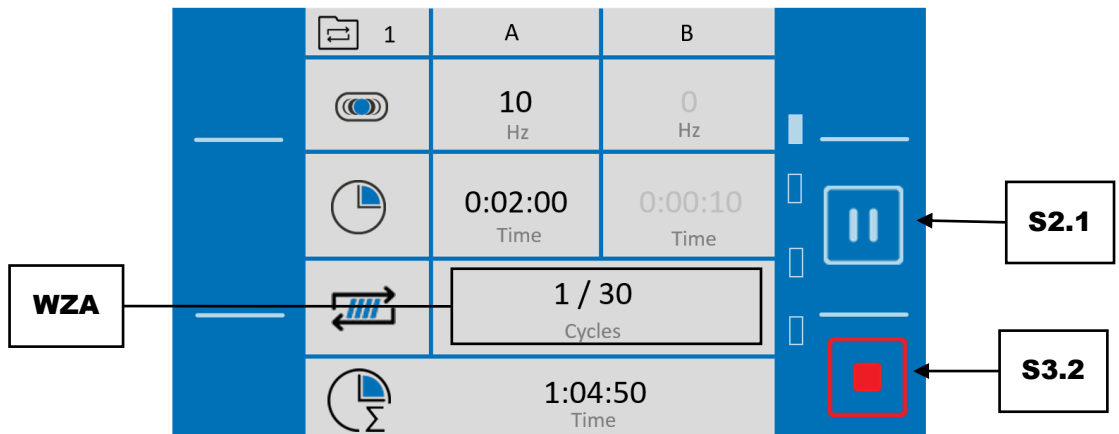 1 A B
10 0
Hz Hz
S2.1
0:02:00 0:00:10
Time Time
WZA
1 / 30
Cycles
S3.2
1:04:50
Time
Σ